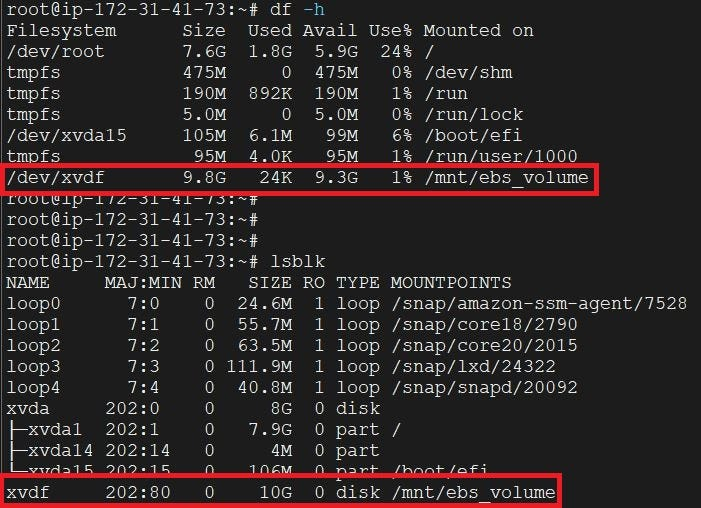 root@ip-172-31-41-73:~# df -h
Filesystem      Size  Used Avail Use% Mounted on
/dev/root       7.6G  1.8G  5.9G  24% /
tmpfs           475M     0  475M   0% /dev/shm
tmpfs           190M  892K  190M   1% /run
tmpfs           5.0M     0  5.0M   0% /run/lock
/dev/xvda15     105M  6.1M   99M   6% /boot/efi
tmpfs            95M  4.0K   95M   1% /run/user/1000
/dev/xvdf       9.8G   24K  9.3G   1% /mnt/ebs_volume
root@ip-172-31-41-73:~#
root@ip-172-31-41-73:~#
root@ip-172-31-41-73:~#
root@ip-172-31-41-73:~# lsblk
NAME     MAJ:MIN RM   SIZE RO TYPE MOUNTPOINTS
loop0      7:0    0  24.6M  1 loop /snap/amazon-ssm-agent/7528
loop1      7:1    0  55.7M  1 loop /snap/core18/2790
loop2      7:2    0  63.5M  1 loop /snap/core20/2015
loop3      7:3    0 111.9M  1 loop /snap/lxd/24322
loop4      7:4    0  40.8M  1 loop /snap/snapd/20092
xvda     202:0    0     8G  0 disk
├─xvda1  202:1    0   7.9G  0 part /
├─xvda14 202:14   0     4M  0 part
└─xvda15 202:15   0   106M  0 part /boot/efi
xvdf     202:80   0    10G  0 disk /mnt/ebs_volume